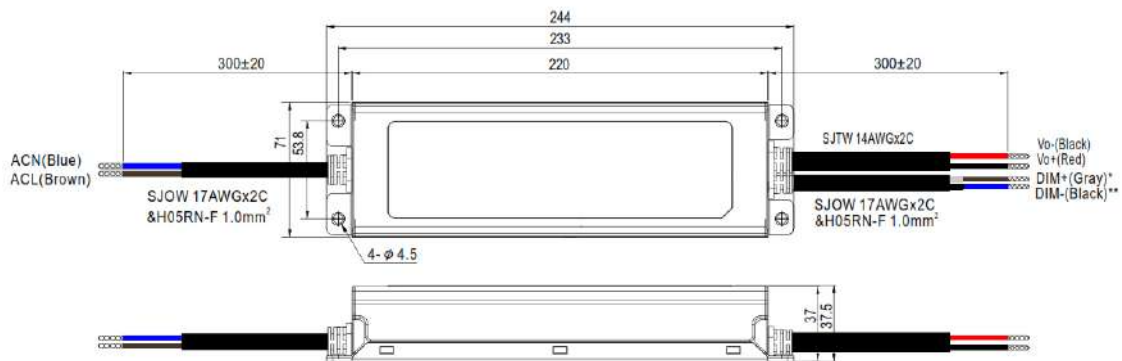 244
233
300±20
220
300±20
71
53.8
SJTW 14AWGx2C
Vo-(Black)
Vo+(Red)
ACN(Blue)
ACL(Brown)
DIM+(Gray)*
DIM-(Black)**
SJOW 17AWGx2C
&H05RN-F 1.0mm²
SJOW 17AWGx2C
&H05RN-F 1.0mm²
4- φ 4.5
37
37.5